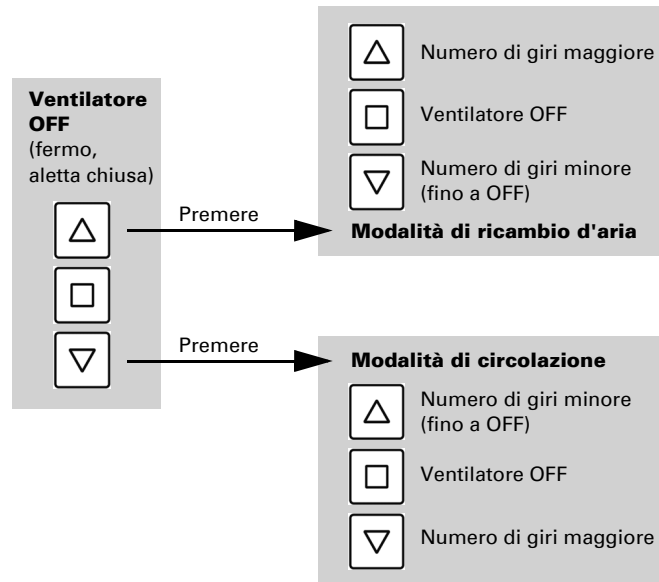 Ventilatore
OFF
(fermo,
aletta chiusa)
Premere
Numero di giri maggiore
Ventilatore OFF
Numero di giri minore
(fino a OFF)
Modalità di ricambio d'aria
Premere
Modalità di circolazione
Numero di giri minore
(fino a OFF)
Ventilatore OFF
Numero di giri maggiore